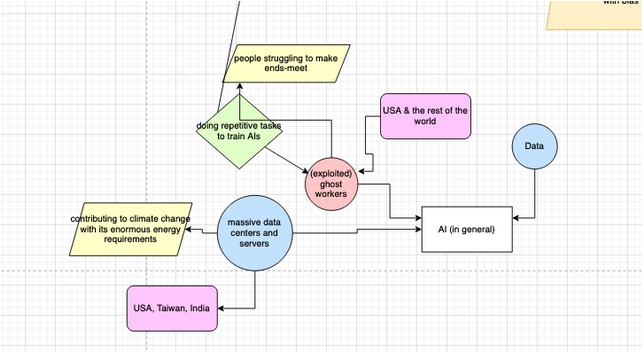 with bias
people struggling to make
ends-meet
doing repetitive tasks
to train AIs
USA & the rest of the
world
Data
(exploited)
ghost
workers
contributing to climate change
with its enormous energy
requirements
massive data
centers and
servers
AI (in general)
USA, Taiwan, India